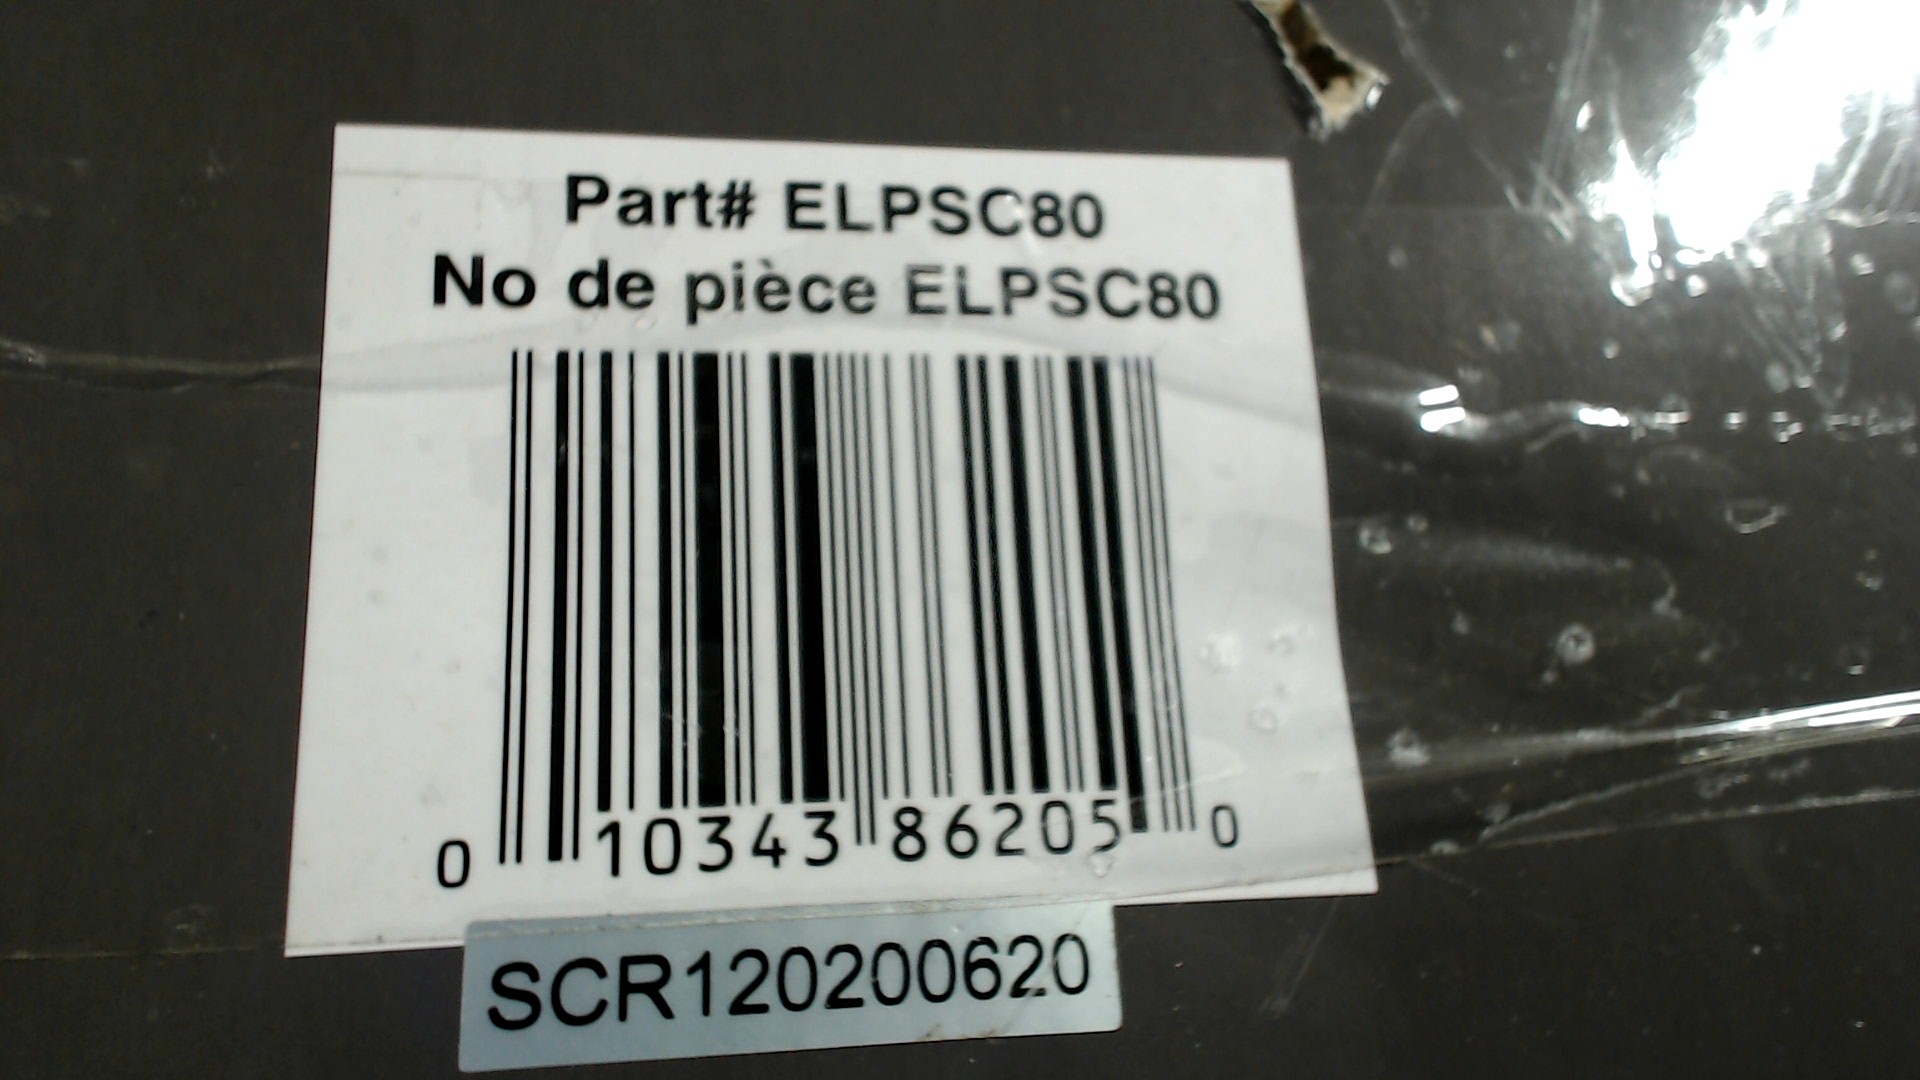 Part# ELPSC80
No de pièce ELPSC80
0 10343 86205 0
SCR120200620